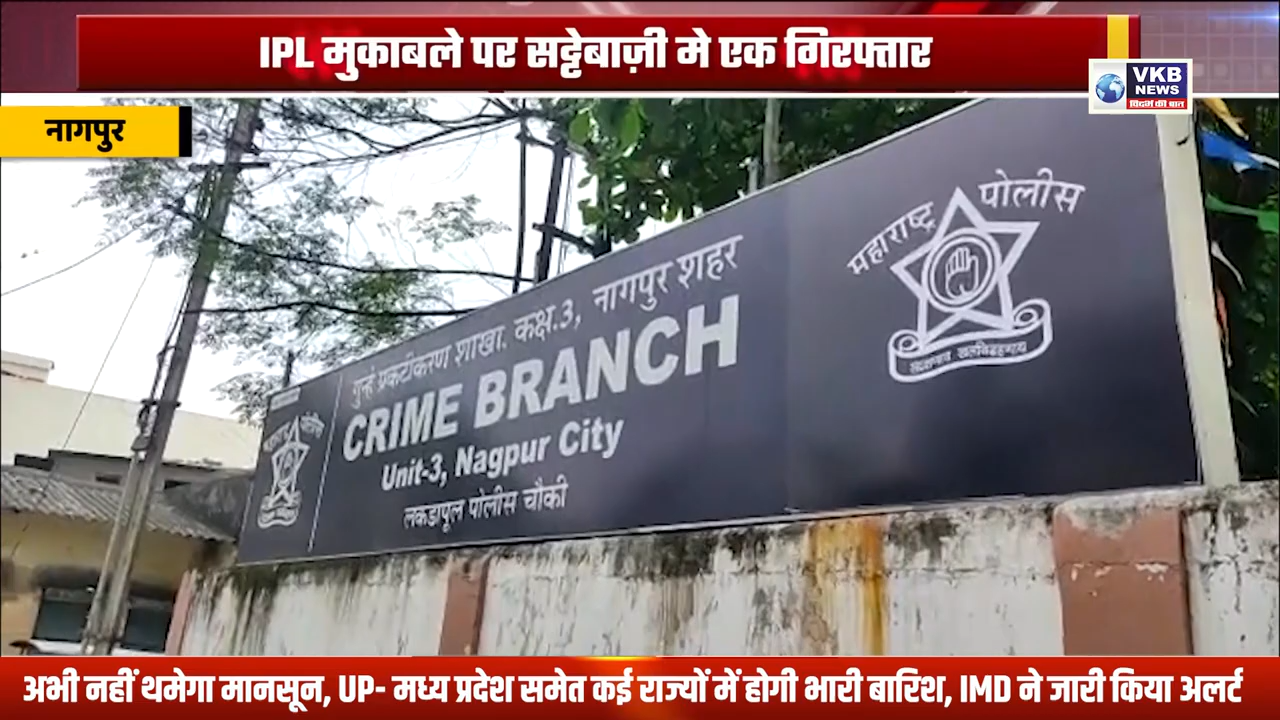 IPL मुकाबले पर सट्टेबाज़ी मे एक गिरफ्तार
VKB NEWS
विदर्भ की बात
नागपुर
महाराष्ट्र पोलीस
गुन्हे प्रकटीकरण शाखा. कक्ष.3, नागपुर शहर
CRIME BRANCH
Unit-3, Nagpur City
लकडापूल पोलीस चौकी
अभी नहीं थमेगा मानसून, UP- मध्य प्रदेश समेत कई राज्यों में होगी भारी बारिश, IMD ने जारी किया अलर्ट